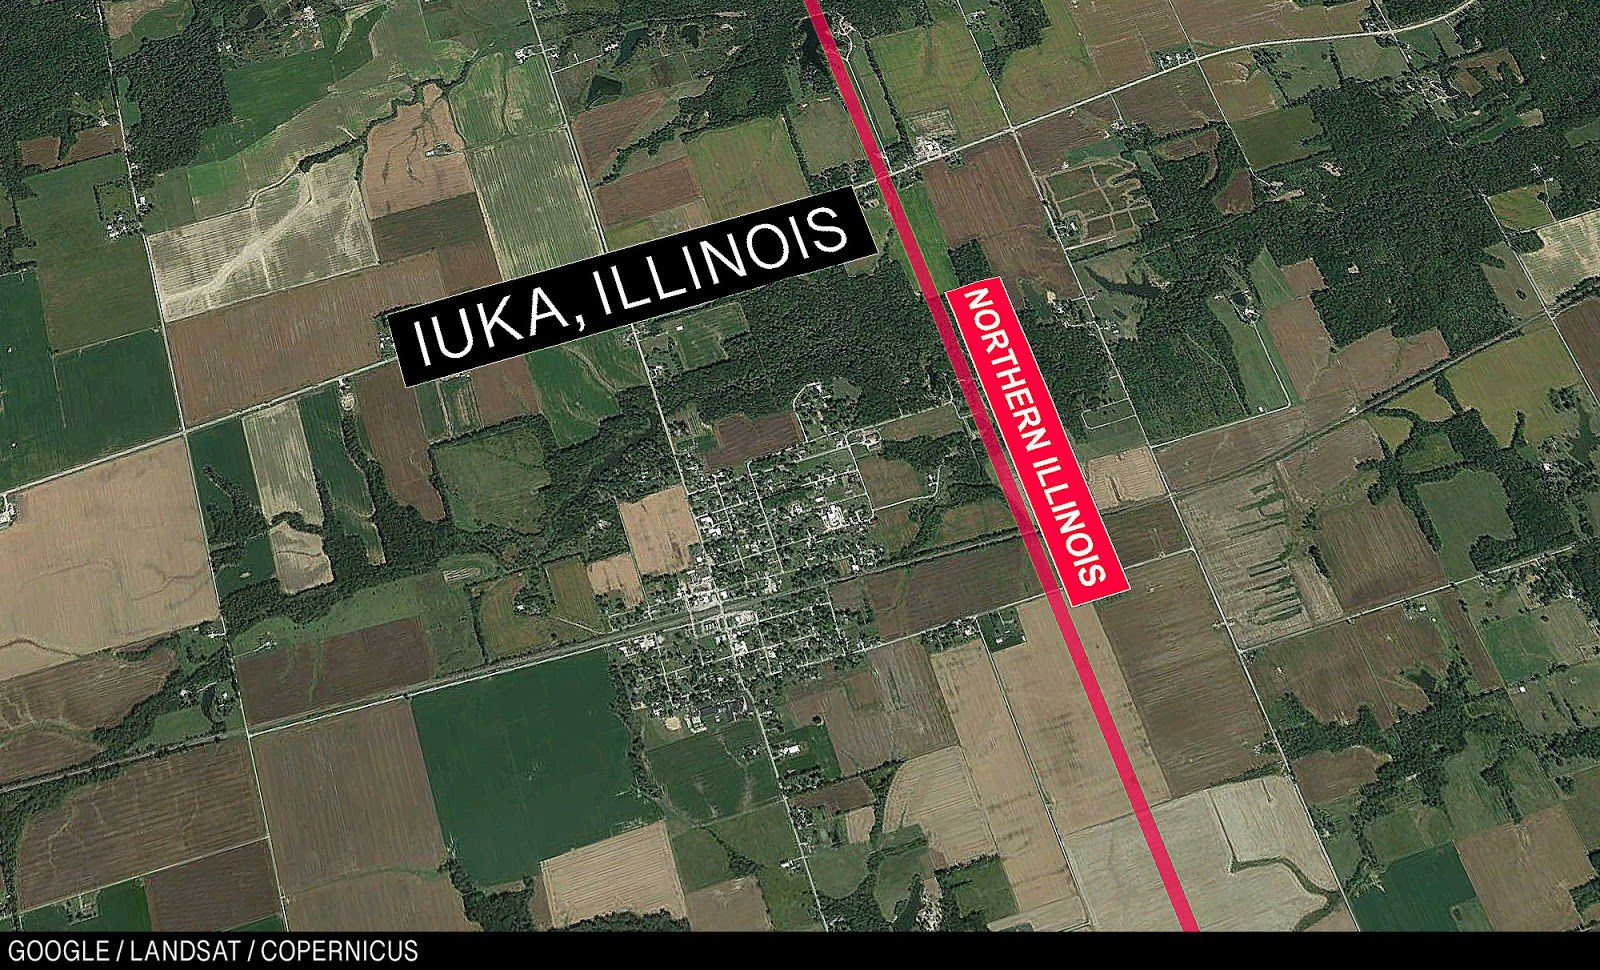 IUKA, ILLINOIS
NORTHERN ILLINOIS
GOOGLE / LANDSAT / COPERNICUS